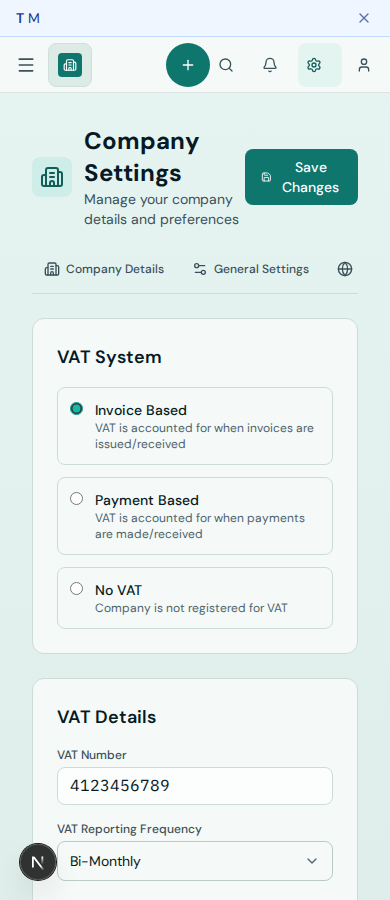 T M
Company
Settings
Manage your company
details and preferences
Save
Changes
Company Details
General Settings
VAT System
Invoice Based
VAT is accounted for when invoices are
issued/received
Payment Based
VAT is accounted for when payments
are made/received
No VAT
Company is not registered for VAT
VAT Details
VAT Number
4123456789
VAT Reporting Frequency
N
Bi-Monthly